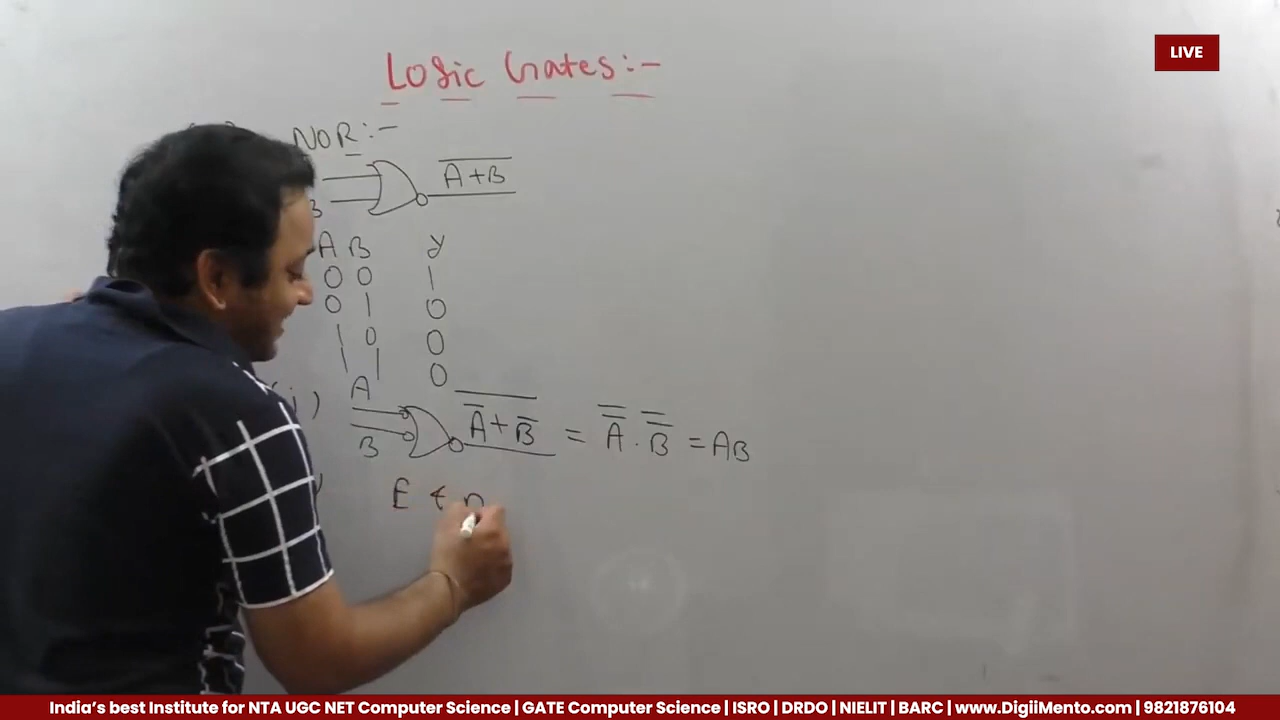 LIVE
Logic Gates:-
NOR:-
A+B
B
A B y
0 0 1
0 1 0
1 0 0
1 1 0
A
i)
A̅+B̅ = A̿ . B̿ = AB
B
India's best Institute for NTA UGC NET Computer Science | GATE Computer Science | ISRO | DRDO | NIELIT | BARC | www.DigiiMento.com | 9821876104